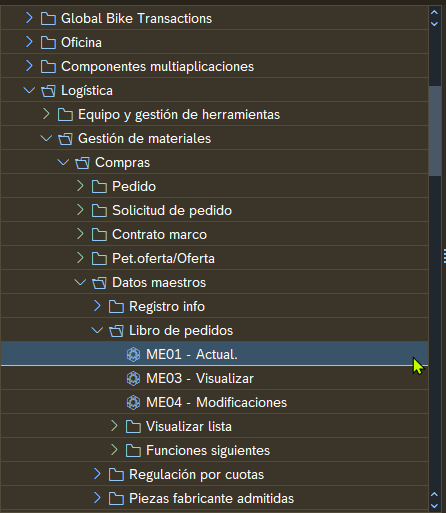 Global Bike Transactions
Oficina
Componentes multiaplicaciones
Logística
Equipo y gestión de herramientas
Gestión de materiales
Compras
Pedido
Solicitud de pedido
Contrato marco
Pet.oferta/Oferta
Datos maestros
Registro info
Libro de pedidos
ME01 - Actual.
ME03 - Visualizar
ME04 - Modificaciones
Visualizar lista
Funciones siguientes
Regulación por cuotas
Piezas fabricante admitidas